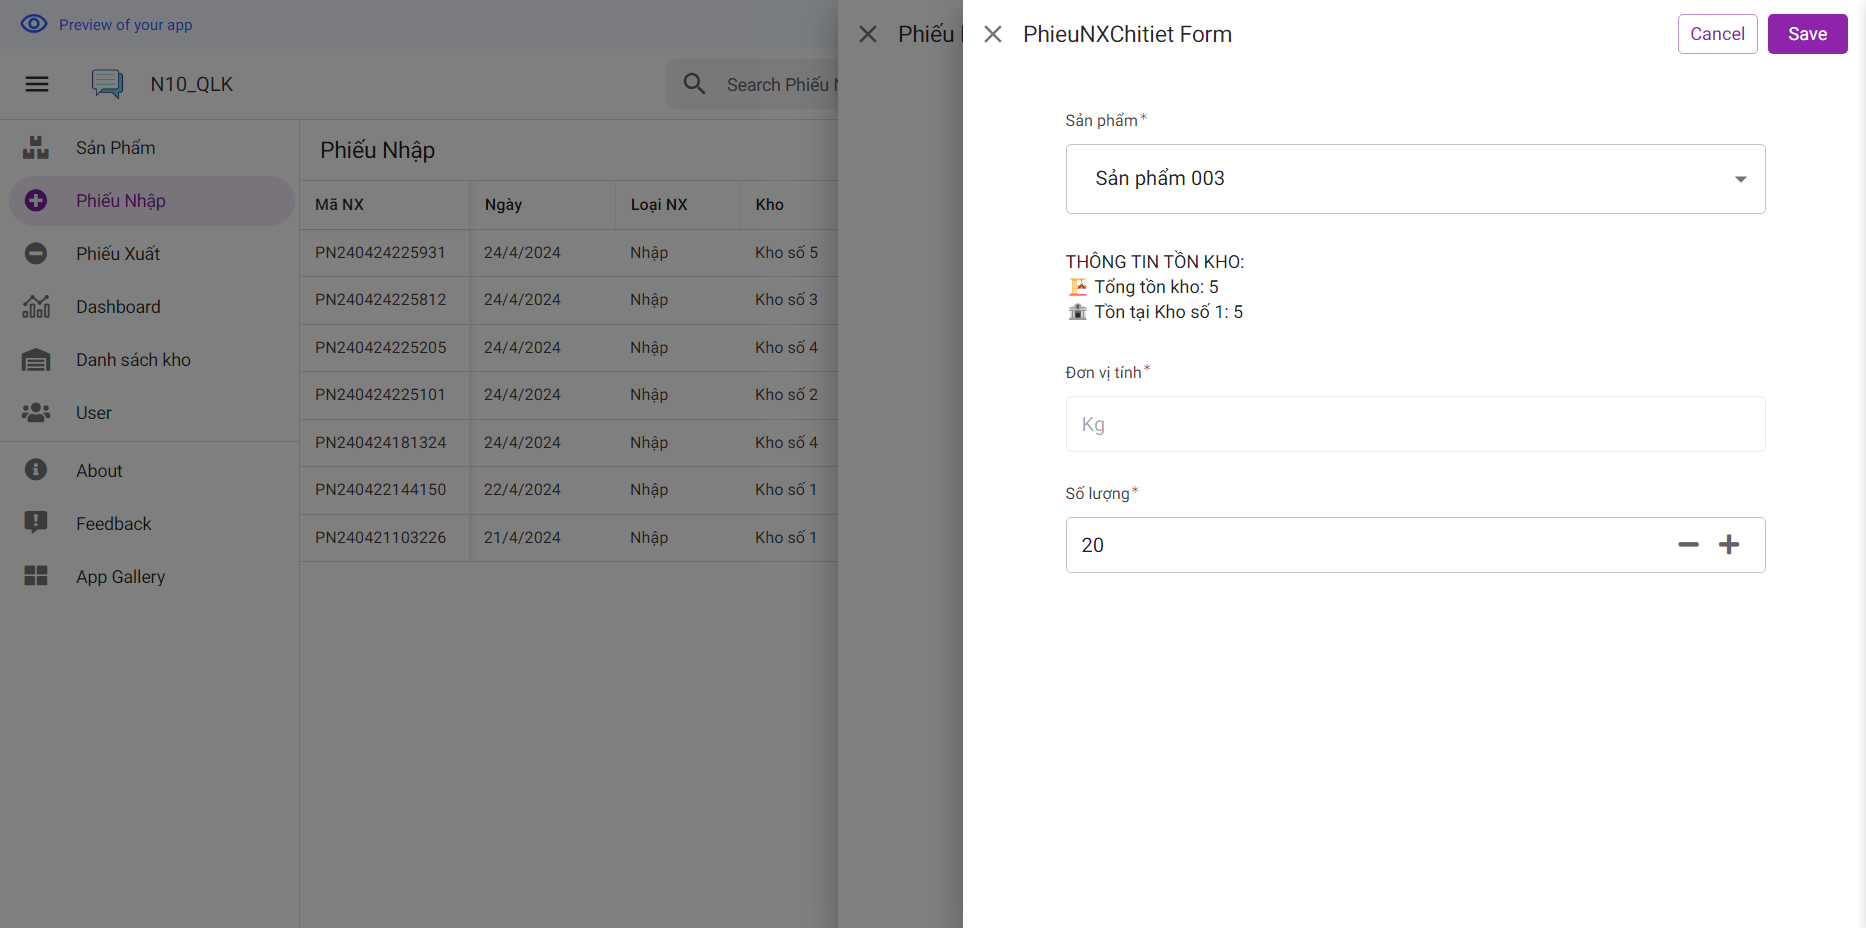 Preview of your app
N10_QLK
Search Phiếu
Sản Phẩm
Phiếu Nhập
Phiếu Xuất
Dashboard
Danh sách kho
User
About
Feedback
App Gallery
Phiếu Nhập
Mã NX Ngày Loại NX Kho
PN240424225931 24/4/2024 Nhập Kho số 5
PN240424225812 24/4/2024 Nhập Kho số 3
PN240424225205 24/4/2024 Nhập Kho số 4
PN240424225101 24/4/2024 Nhập Kho số 2
PN240424181324 24/4/2024 Nhập Kho số 4
PN240422144150 22/4/2024 Nhập Kho số 1
PN240421103226 21/4/2024 Nhập Kho số 1
Phiếu
PhieuNXChitiet Form
Cancel
Save
Sản phẩm*
Sản phẩm 003
THÔNG TIN TỒN KHO:
Tổng tồn kho: 5
Tồn tại Kho số 1: 5
Đơn vị tính*
Kg
Số lượng*
20